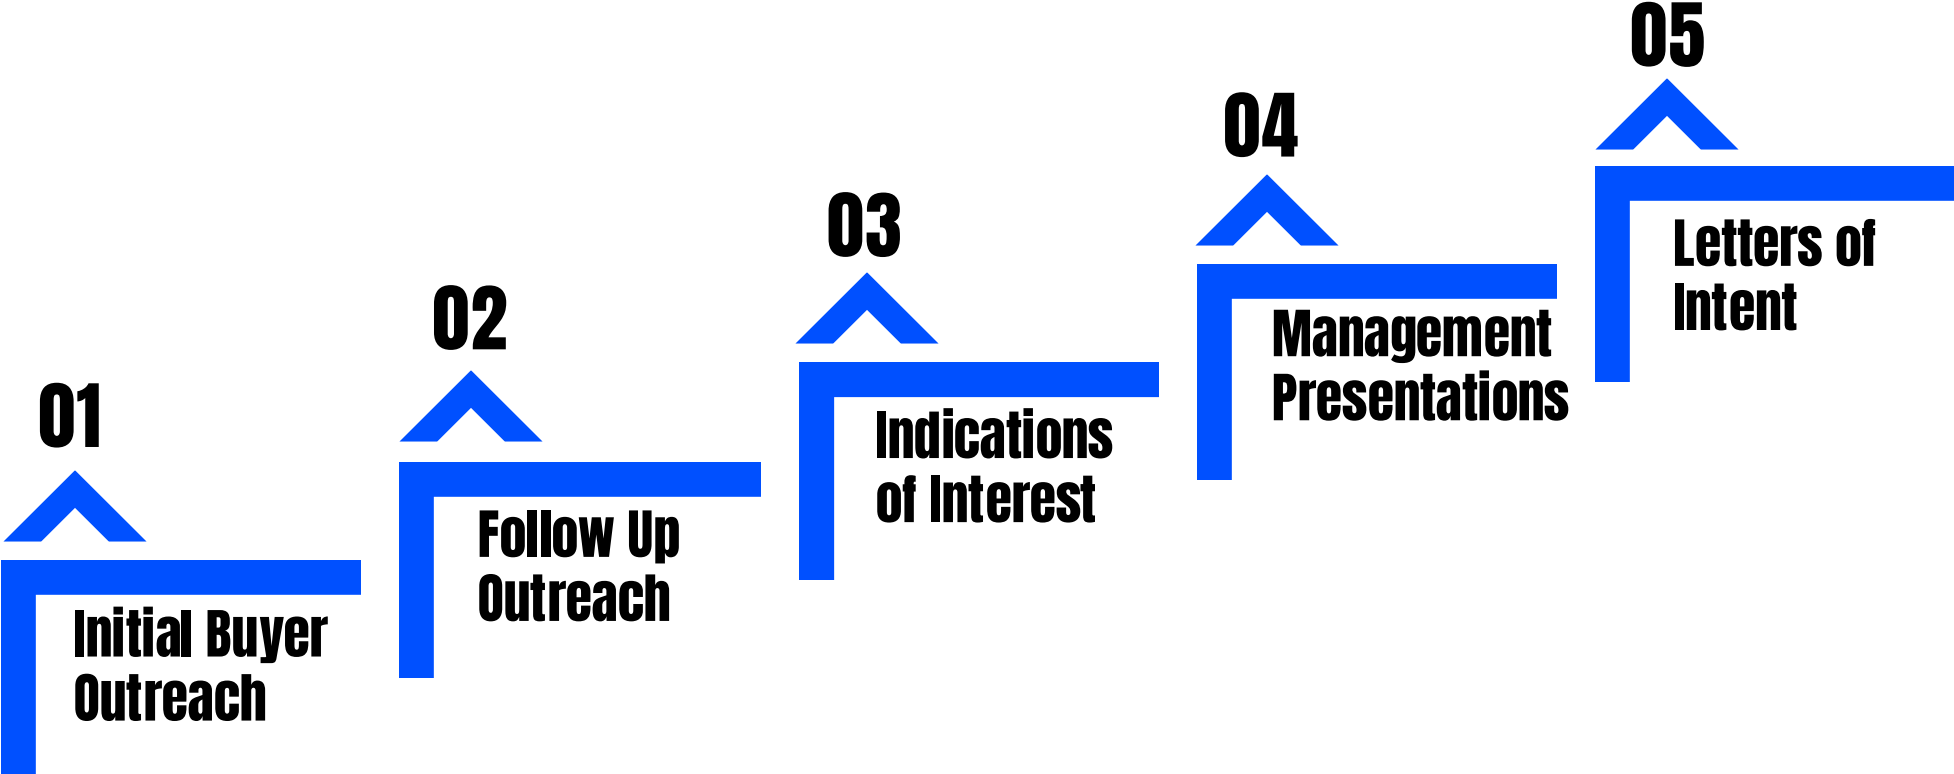 01
Initial Buyer
Outreach
02
Follow Up
Outreach
03
Indications
of Interest
04
Management
Presentations
05
Letters of
Intent